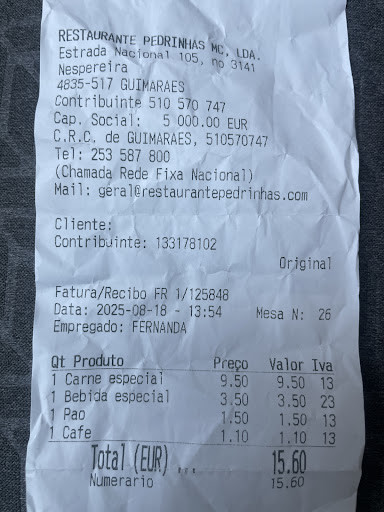 RESTAURANTE PEDRINHAS MC, LDA.
Estrada Nacional 105, no 3141
Nespereira
4835-517 GUIMARAES
Contribuinte 510 570 747
Cap. Social: 5 000.00 EUR
C.R.C. de GUIMARAES, 510570747
Tel: 253 587 800
(Chamada Rede Fixa Nacional)
Mail: geral@restaurantepedrinhas.com
Cliente:
Contribuinte: 133178102
Original
Fatura/Recibo FR 1/125848
Data: 2025-08-18 - 13:54 Mesa N: 26
Empregado: FERNANDA
Qt Produto Preço Valor Iva
1 Carne especial 9.50 9.50 13
1 Bebida especial 3.50 3.50 23
1 Pao 1.50 1.50 13
1 Cafe 1.10 1.10 13
Total (EUR) ... 15.60
Numerario 15.60